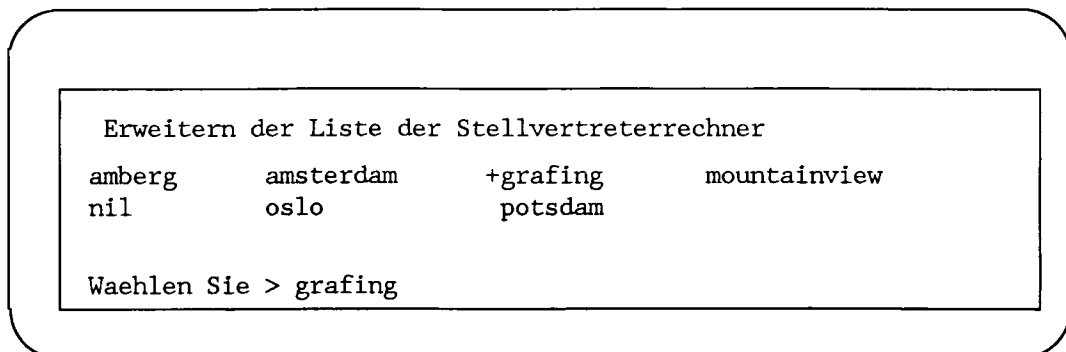 Erweitern der Liste der Stellvertreterrechner
amberg amsterdam +grafing mountainview
nil oslo potsdam
Waehlen Sie > grafing